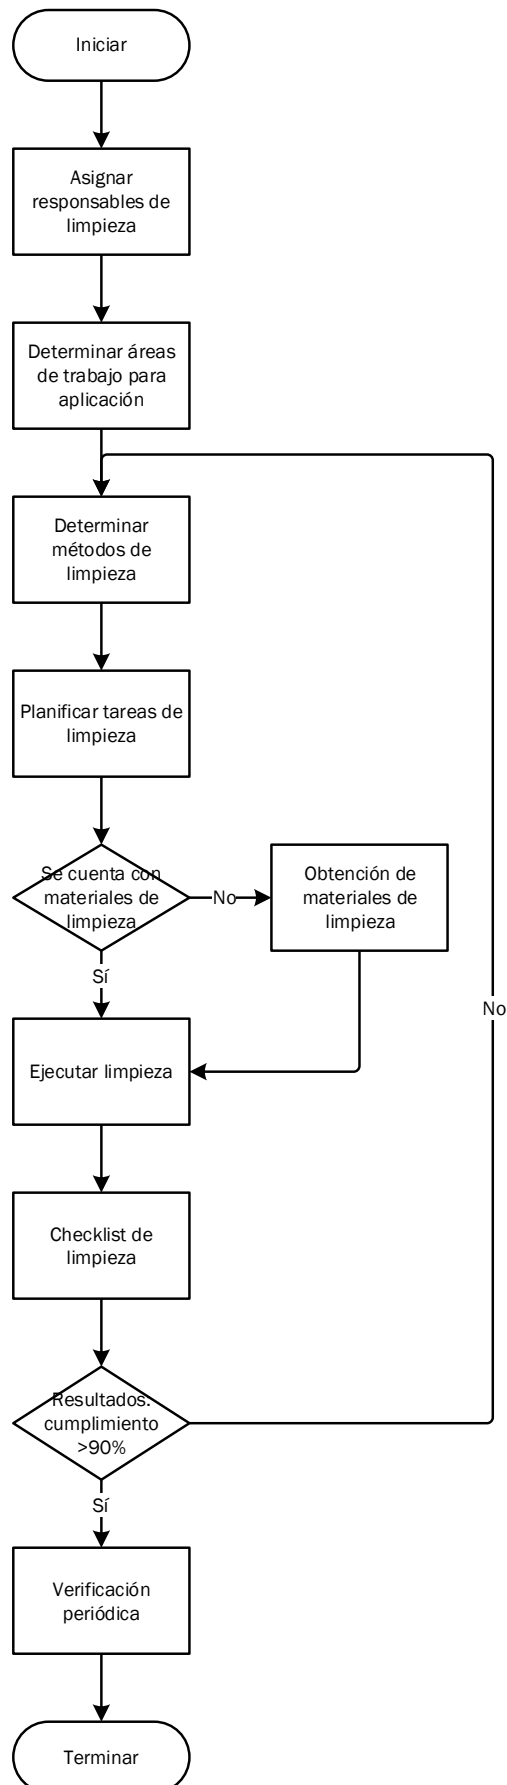 Iniciar
Asignar
responsables de
limpieza
Determinar áreas
de trabajo para
aplicación
Determinar
métodos de
limpieza
Planificar tareas de
limpieza
Se cuenta con
materiales de
limpieza
No
Obtención de
materiales de
limpieza
Sí
No
Ejecutar limpieza
Checklist de
limpieza
Resultados:
cumplimiento
>90%
Sí
Verificación
periódica
Terminar